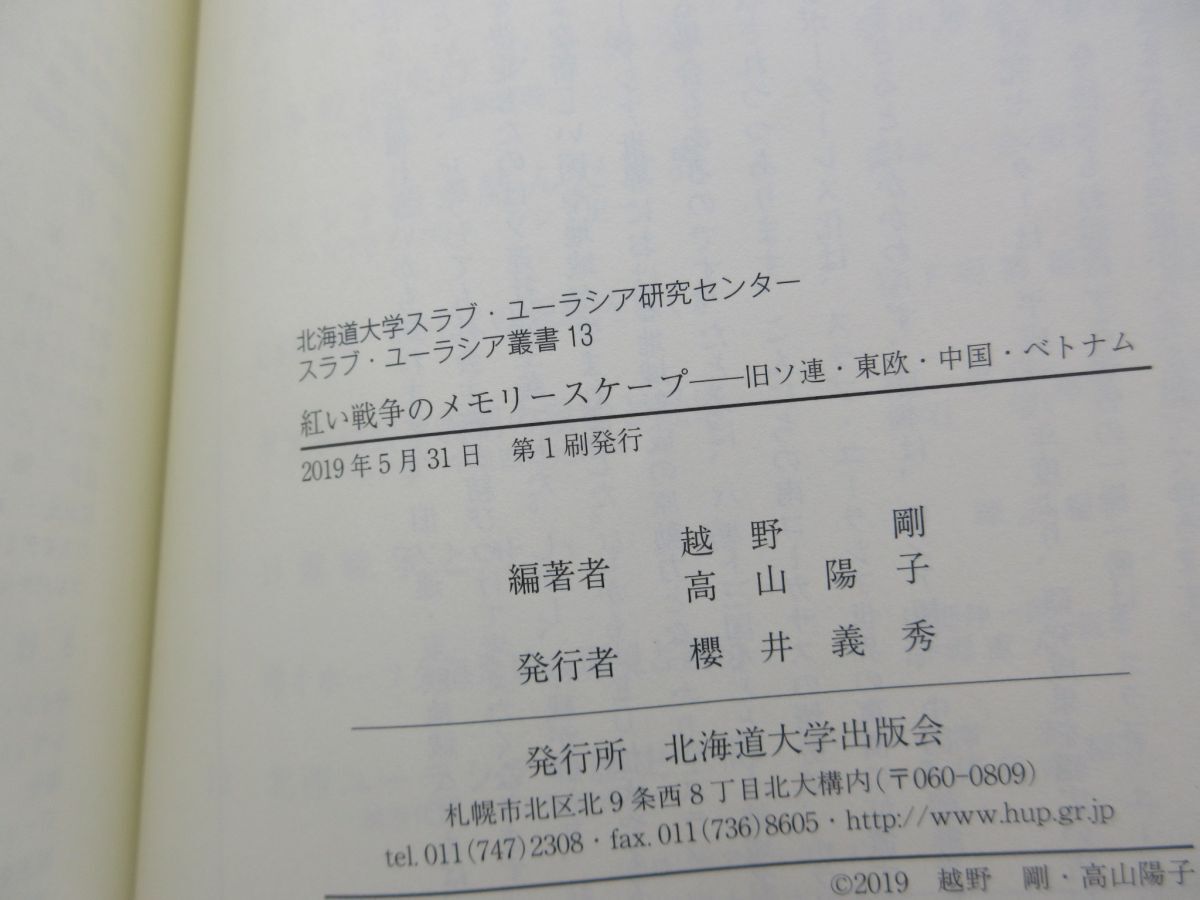 北海道大学スラブ・ユーラシア研究センター
スラブ・ユーラシア叢書13
紅い戦争のメモリースケープ――旧ソ連・東欧・中国・ベトナム
2019年5月31日　第1刷発行
編著者　越野　剛
高山陽子
発行者　櫻井義秀
発行所　北海道大学出版会
札幌市北区北9条西8丁目北大構内(〒060-0809)
tel.011(747)2308・fax.011(736)8605・http://www.hup.gr.jp
©2019　越野　剛・高山陽子